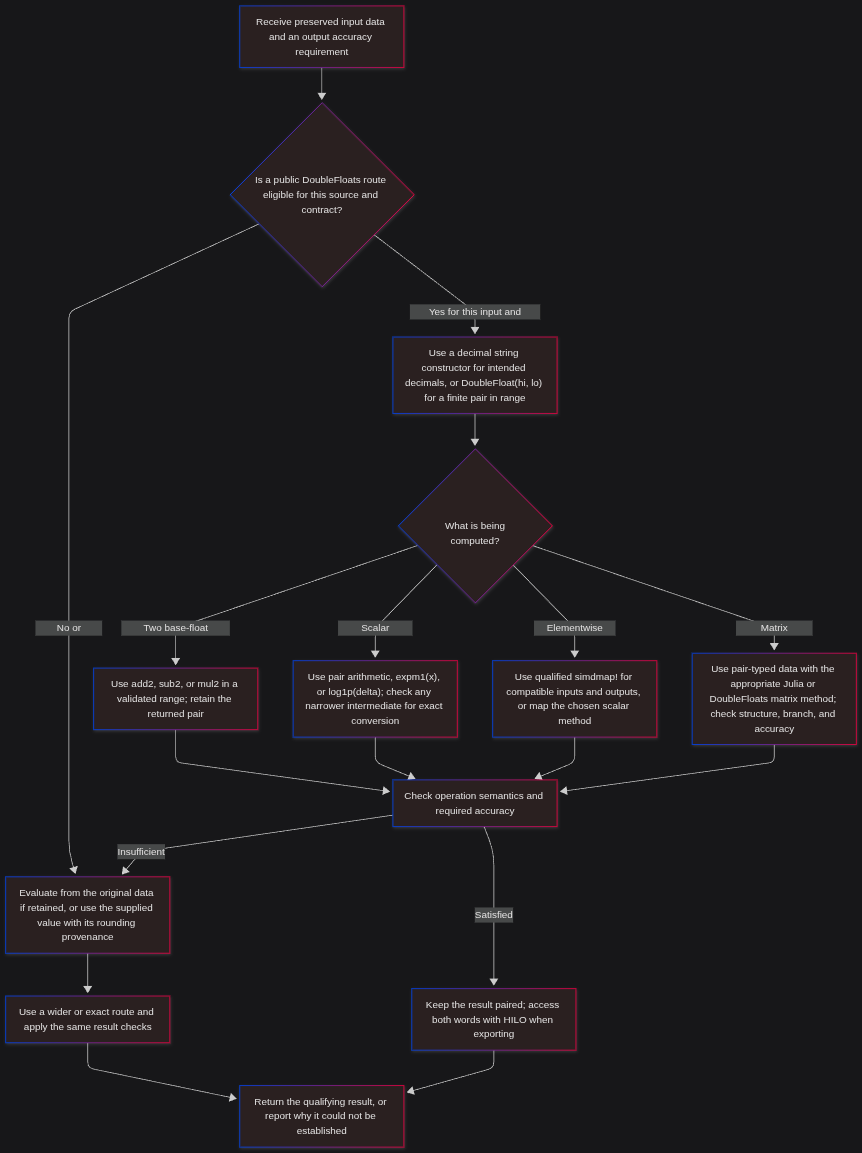 Receive preserved input data
and an output accuracy
requirement
Is a public DoubleFloats route
eligible for this source and
contract?
Yes for this input and
Use a decimal string
constructor for intended
decimals, or DoubleFloat(hi, lo)
for a finite pair in range
What is being
computed?
No or
Two base-float
Scalar
Elementwise
Matrix
Use add2, sub2, or mul2 in a
validated range; retain the
returned pair
Use pair arithmetic, expm1(x),
or log1p(delta); check any
narrower intermediate for exact
conversion
Use qualified simdmap! for
compatible inputs and outputs,
or map the chosen scalar
method
Use pair-typed data with the
appropriate Julia or
DoubleFloats matrix method;
check structure, branch, and
accuracy
Check operation semantics and
required accuracy
Insufficient
Satisfied
Evaluate from the original data
if retained, or use the supplied
value with its rounding
provenance
Use a wider or exact route and
apply the same result checks
Keep the result paired; access
both words with HILO when
exporting
Return the qualifying result, or
report why it could not be
established